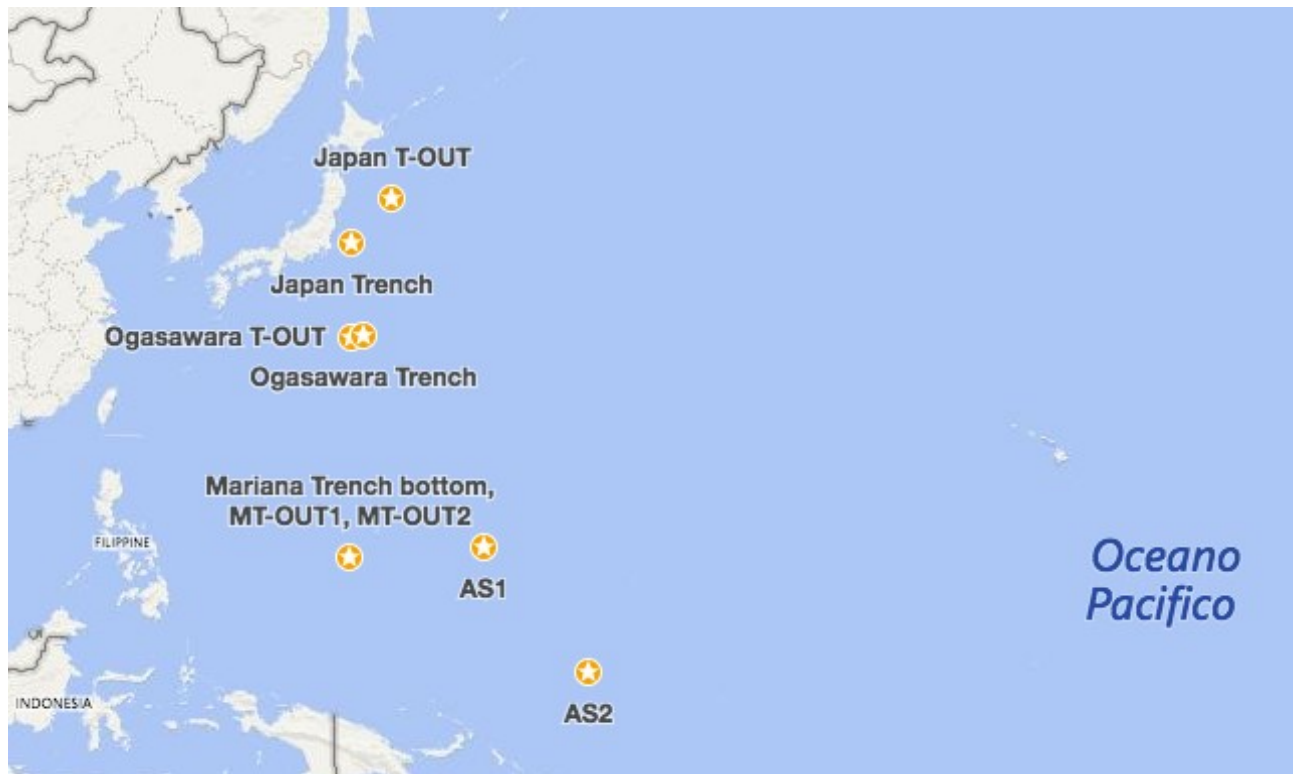 Japan T-OUT
Japan Trench
Ogasawara T-OUT
Ogasawara Trench
Mariana Trench bottom,
MT-OUT1, MT-OUT2
AS1
FILIPPINE
Oceano
Pacifico
INDONESIA
AS2